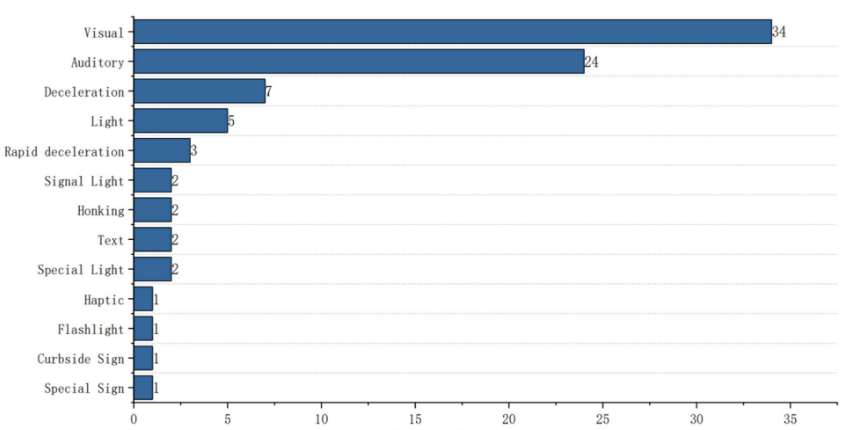 Visual 34
Auditory 24
Deceleration 7
Light 5
Rapid deceleration 3
Signal Light 2
Honking 2
Text 2
Special Light 2
Haptic 1
Flashlight 1
Curbside Sign 1
Special Sign 1
0 5 10 15 20 25 30 35